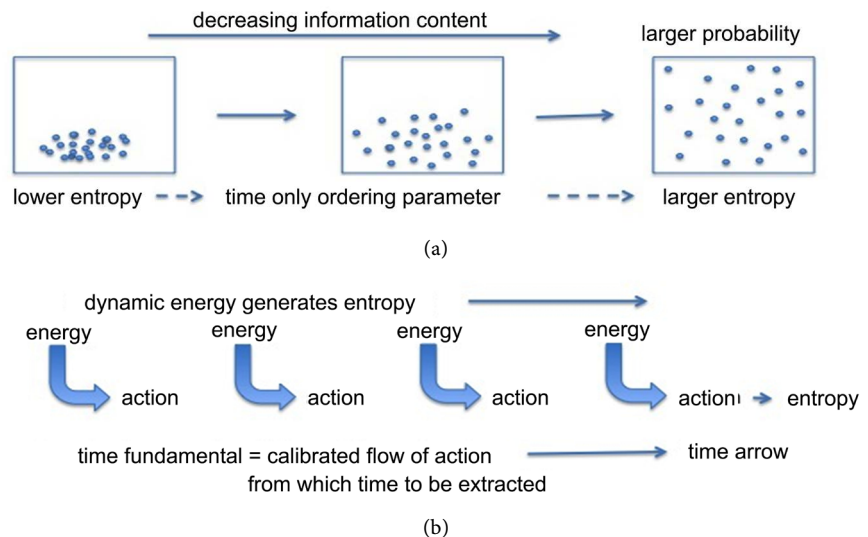 decreasing information content
larger probability
lower entropy
time only ordering parameter
larger entropy
(a)
dynamic energy generates entropy
energy energy energy energy
action action action action entropy
time fundamental = calibrated flow of action
time arrow
from which time to be extracted
(b)